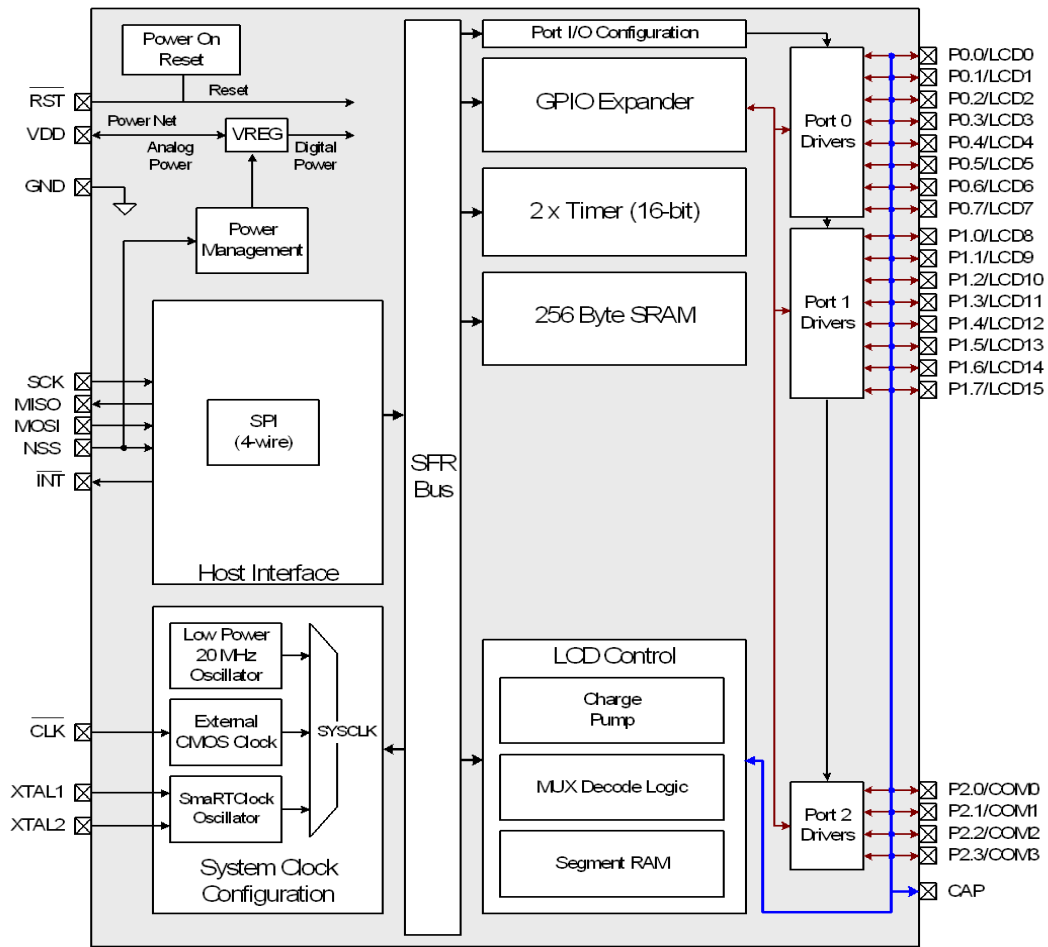 Power On
Reset
RST
Reset
VDD
Power Net
VREG
Analog
Power
Digital
Power
GND
Power
Management
SCK
MISO
MOSI
NSS
INT
SPI
(4-wire)
Host Interface
Low Power
20 MHz
Oscillator
CLK
External
CMOS Clock
SYSCLK
XTAL1
XTAL2
SmaRTClock
Oscillator
System Clock
Configuration
SFR
Bus
Port I/O Configuration
GPIO Expander
2 x Timer (16-bit)
256 Byte SRAM
LCD Control
Charge
Pump
MUX Decode Logic
Segment RAM
Port 0
Drivers
Port 1
Drivers
Port 2
Drivers
P0.0/LCD0
P0.1/LCD1
P0.2/LCD2
P0.3/LCD3
P0.4/LCD4
P0.5/LCD5
P0.6/LCD6
P0.7/LCD7
P1.0/LCD8
P1.1/LCD9
P1.2/LCD10
P1.3/LCD11
P1.4/LCD12
P1.5/LCD13
P1.6/LCD14
P1.7/LCD15
P2.0/COM0
P2.1/COM1
P2.2/COM2
P2.3/COM3
CAP